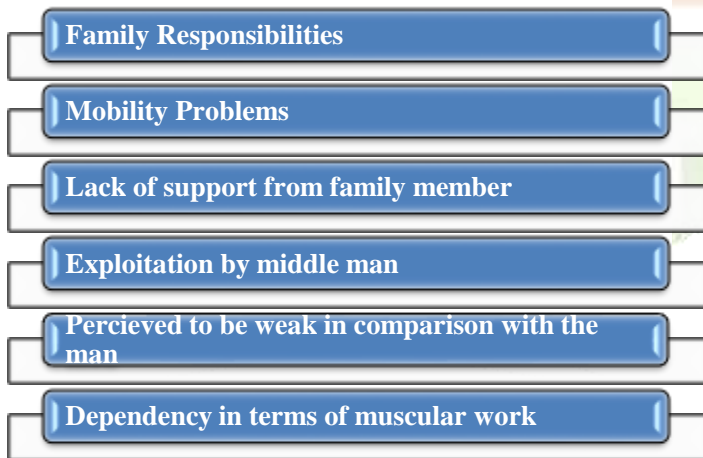 Family Responsibilities
Mobility Problems
Lack of support from family member
Exploitation by middle man
Percieved to be weak in comparison with the
man
Dependency in terms of muscular work